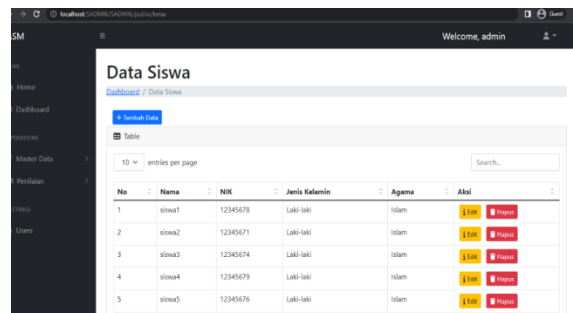 localhost/SADMIK/SADMIK/public/kelas
Guest
Welcome, admin
Home
Dashboard
Master Data
Penilaian
Users
Data Siswa
Dashboard / Data Siswa
+ Tambah Data
Table
10 entries per page
Search...
No Nama NIK Jenis Kelamin Agama Aksi
1 siswa1 12345678 Laki-laki Islam Edit Hapus
2 siswa2 12345671 Laki-laki Islam Edit Hapus
3 siswa3 12345674 Laki-laki Islam Edit Hapus
4 siswa4 12345679 Laki-laki Islam Edit Hapus
5 siswa5 12345676 Laki-laki Islam Edit Hapus